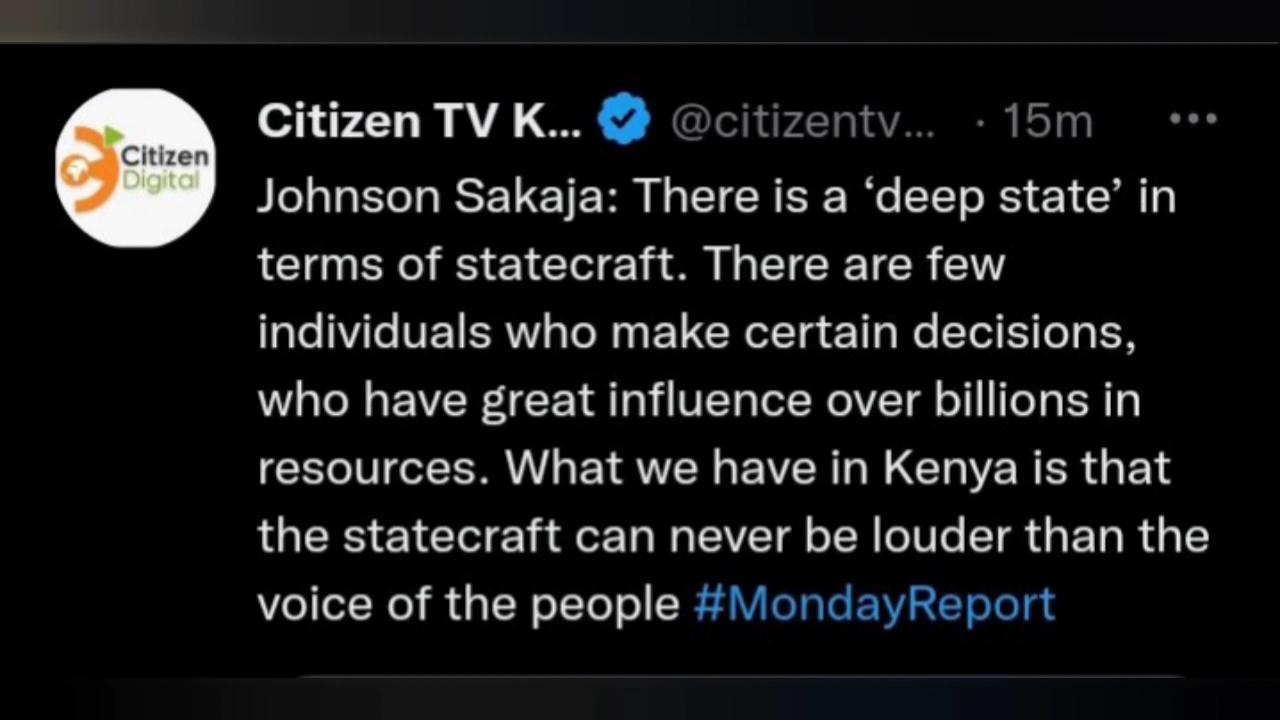 Citizen Digital
Citizen TV K... @citizentv... · 15m ...
Johnson Sakaja: There is a ‘deep state’ in
terms of statecraft. There are few
individuals who make certain decisions,
who have great influence over billions in
resources. What we have in Kenya is that
the statecraft can never be louder than the
voice of the people #MondayReport